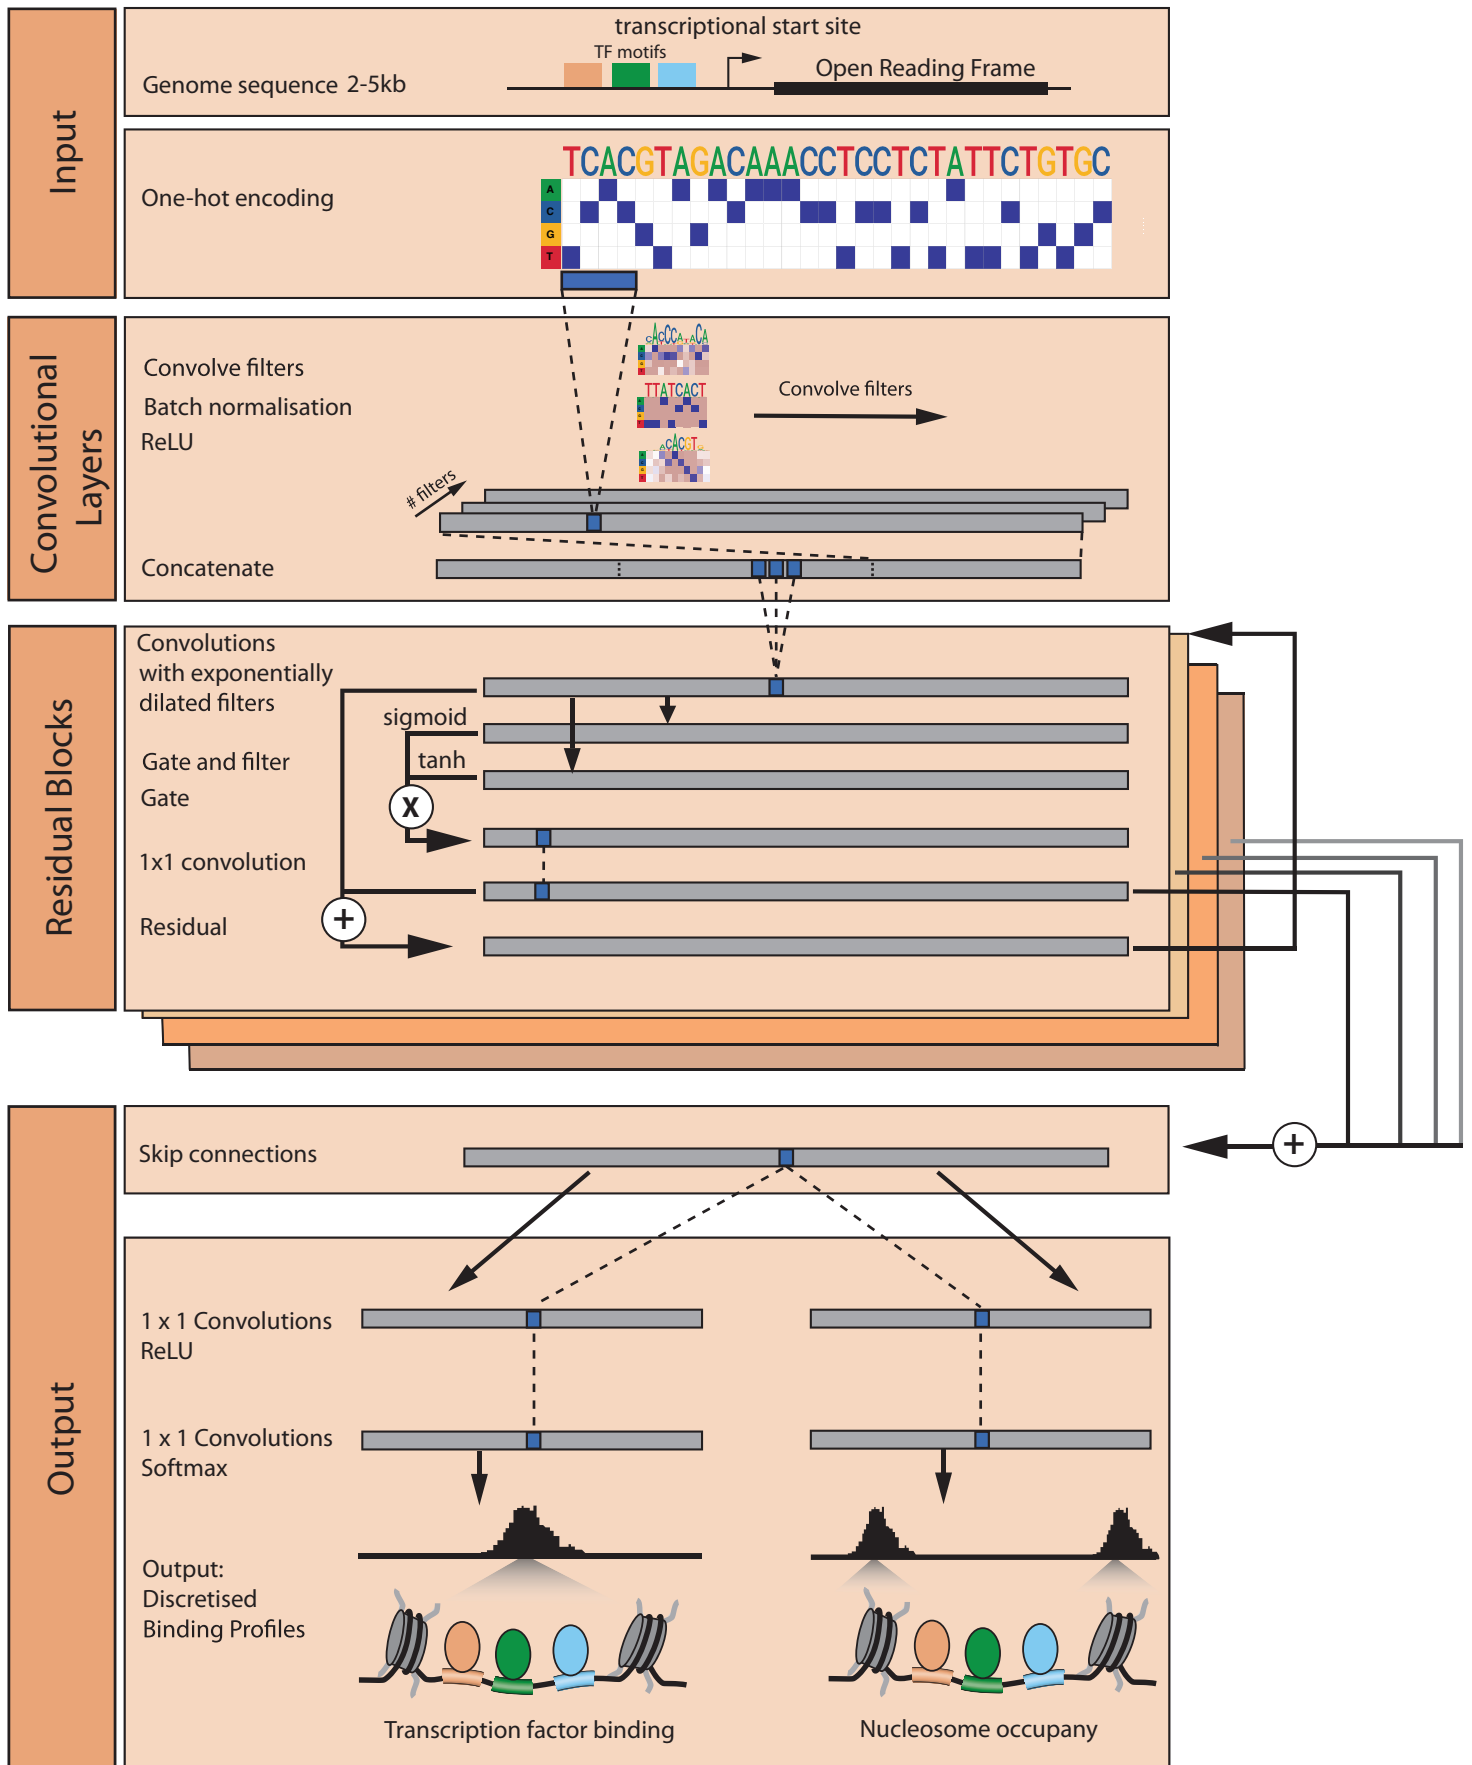 Input
transcriptional start site
TF motifs
Genome sequence 2-5kb
Open Reading Frame
TCACGTAGACAAACCTCCTCTATTCTGTGC
One-hot encoding
A
C
G
T
Convolutional
Layers
Convolve filters
Batch normalisation
ReLU
TTATCACT
ACACGT
Convolve filters
# filters
Concatenate
Residual Blocks
Convolutions
with exponentially
dilated filters
sigmoid
tanh
Gate and filter
Gate
X
1x1 convolution
+
Residual
Output
Skip connections
+
1 x 1 Convolutions
ReLU
1 x 1 Convolutions
Softmax
Output:
Discretised
Binding Profiles
Transcription factor binding
Nucleosome occupany